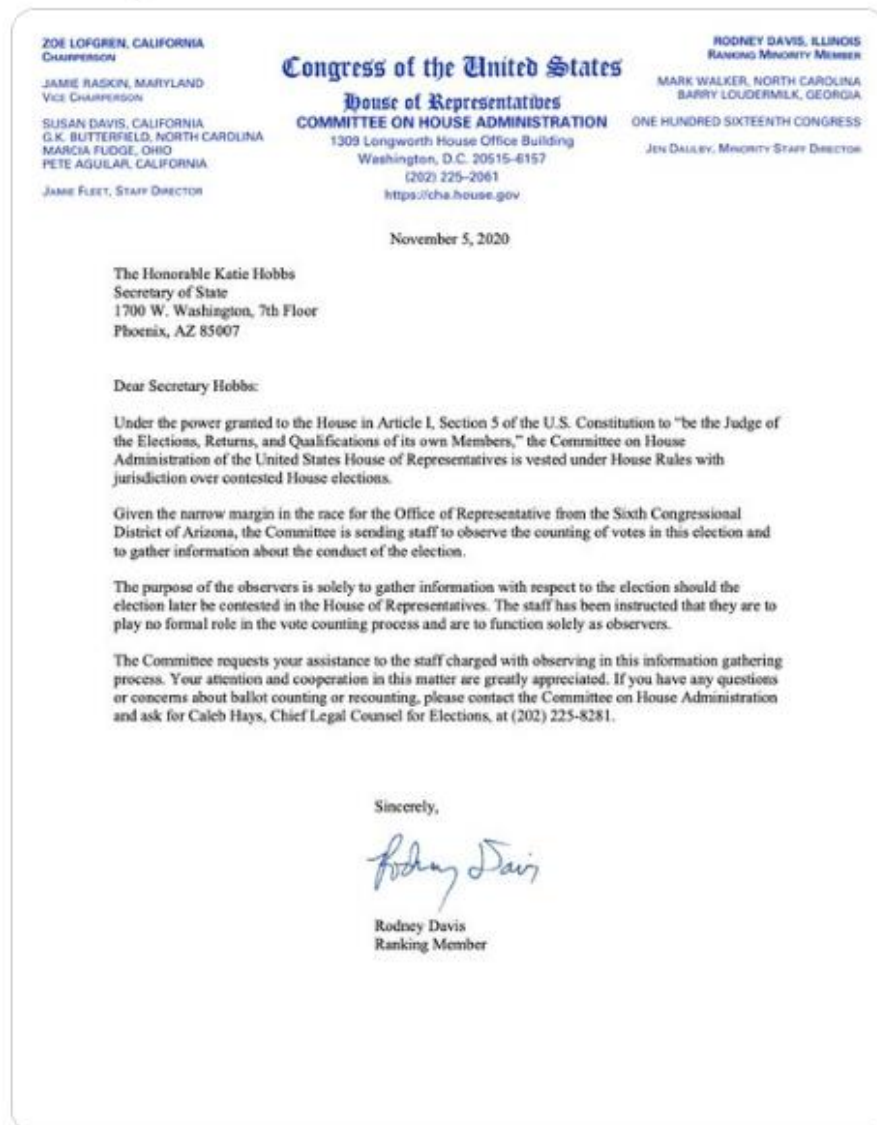 ZOE LOFGREN, CALIFORNIA
CHAIRPERSON
JAMIE RASKIN, MARYLAND
VICE CHAIRPERSON
SUSAN DAVIS, CALIFORNIA
G.K. BUTTERFIELD, NORTH CAROLINA
MARCIA FUDGE, OHIO
PETE AGUILAR, CALIFORNIA
JAMIE FLEET, STAFF DIRECTOR
Congress of the United States
House of Representatives
COMMITTEE ON HOUSE ADMINISTRATION
1309 Longworth House Office Building
Washington, D.C. 20515-6157
(202) 225-2061
https://cha.house.gov
RODNEY DAVIS, ILLINOIS
RANKING MINORITY MEMBER
MARK WALKER, NORTH CAROLINA
BARRY LOUDERMILK, GEORGIA
ONE HUNDRED SIXTEENTH CONGRESS
JEN DAULBY, MINORITY STAFF DIRECTOR
November 5, 2020
The Honorable Katie Hobbs
Secretary of State
1700 W. Washington, 7th Floor
Phoenix, AZ 85007
Dear Secretary Hobbs:
Under the power granted to the House in Article I, Section 5 of the U.S. Constitution to “be the Judge of
the Elections, Returns, and Qualifications of its own Members,” the Committee on House
Administration of the United States House of Representatives is vested under House Rules with
jurisdiction over contested House elections.
Given the narrow margin in the race for the Office of Representative from the Sixth Congressional
District of Arizona, the Committee is sending staff to observe the counting of votes in this election and
to gather information about the conduct of the election.
The purpose of the observers is solely to gather information with respect to the election should the
election later be contested in the House of Representatives. The staff has been instructed that they are to
play no formal role in the vote counting process and are to function solely as observers.
The Committee requests your assistance to the staff charged with observing in this information gathering
process. Your attention and cooperation in this matter are greatly appreciated. If you have any questions
or concerns about ballot counting or recounting, please contact the Committee on House Administration
and ask for Caleb Hays, Chief Legal Counsel for Elections, at (202) 225-8281.
Sincerely,
Rodney Davis
Rodney Davis
Ranking Member